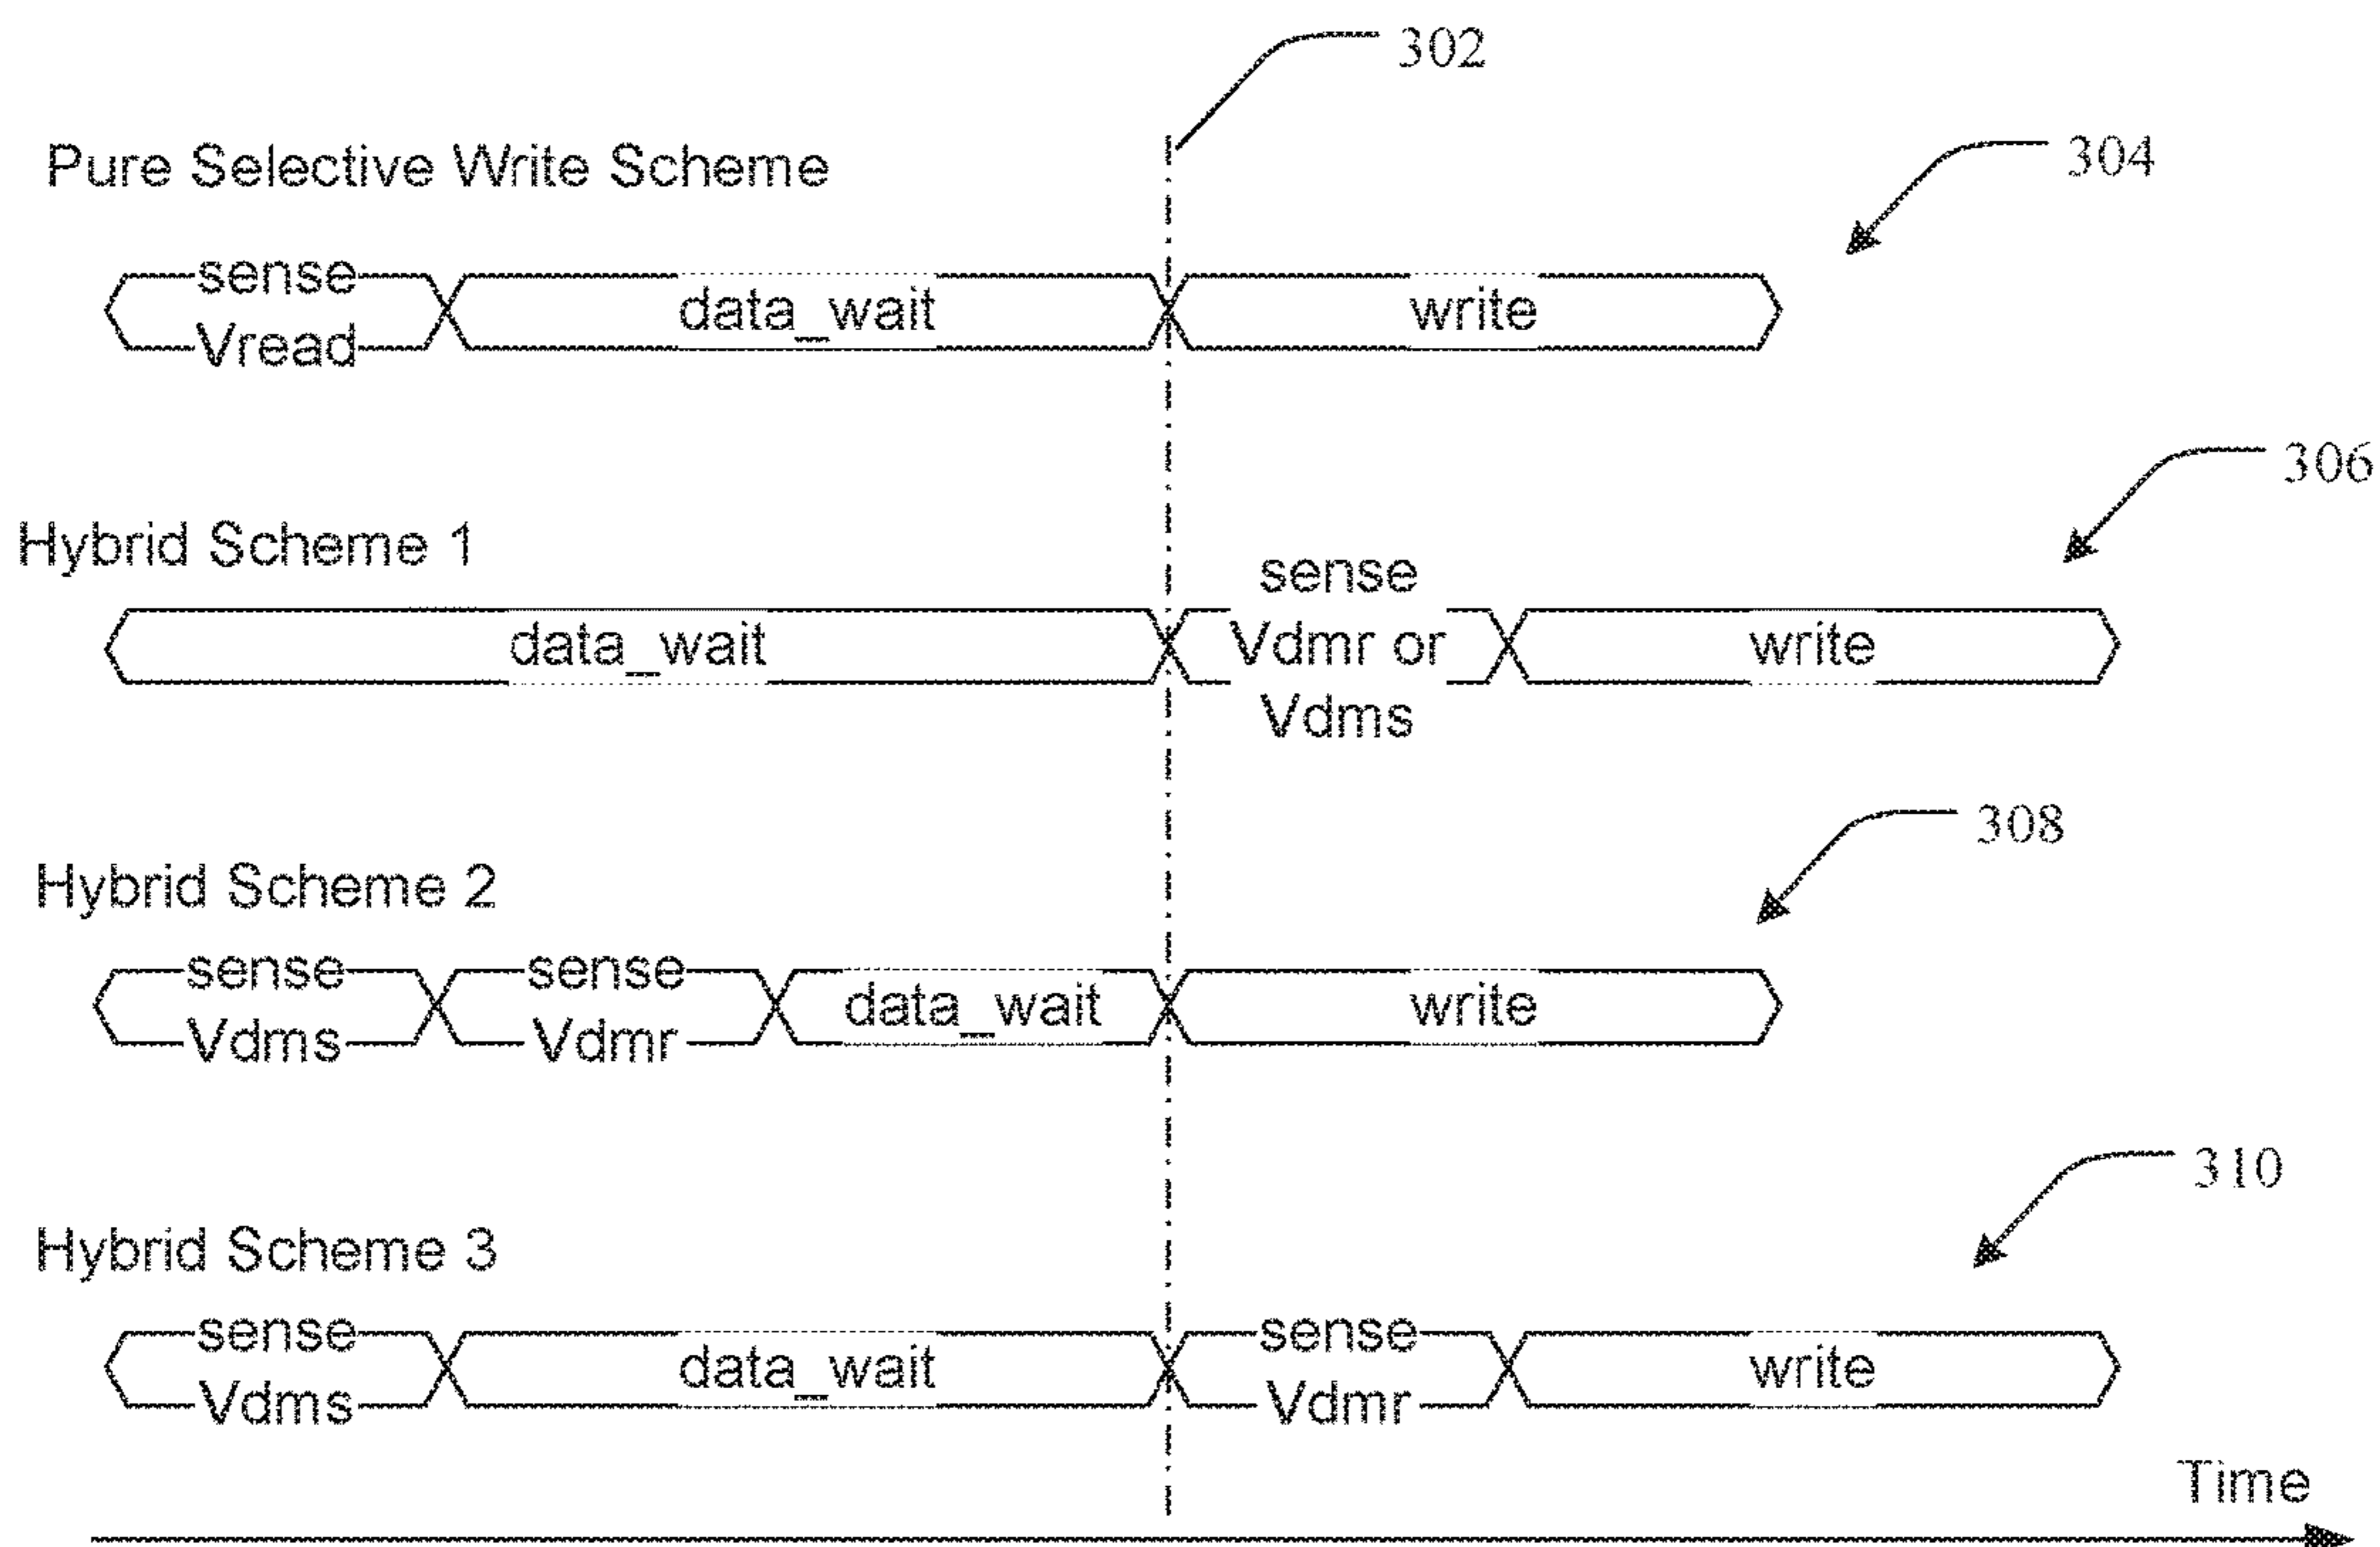 302
Pure Selective Write Scheme
304
sense
Vread
data_wait
write
306
Hybrid Scheme 1
data_wait
sense
Vdmr or
Vdms
write
308
Hybrid Scheme 2
sense
Vdms
sense
Vdmr
data_wait
write
310
Hybrid Scheme 3
sense
Vdms
data_wait
sense
Vdmr
write
Time